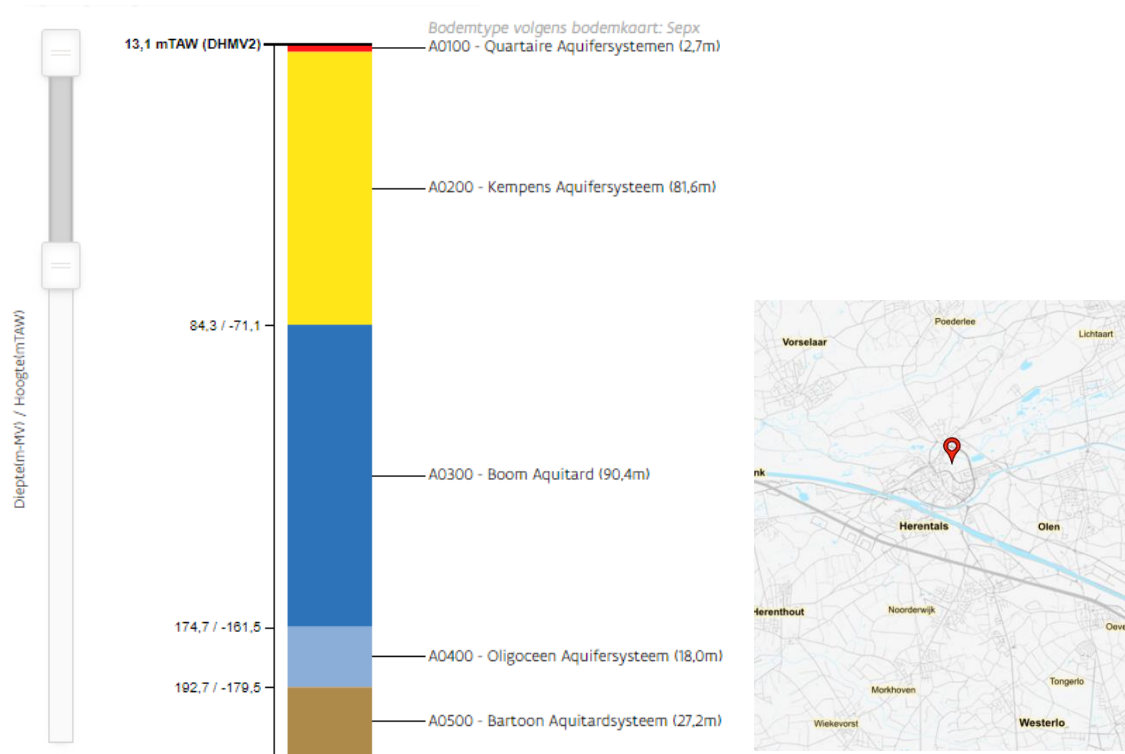 Bodemtype volgens bodemkaart: Sepx
13,1 mTAW (DHMV2)
A0100 - Quartaire Aquifersystemen (2,7m)
A0200 - Kempens Aquifersysteem (81,6m)
84,3 / -71,1
Diepte(m-MV) / Hoogte(mTAW)
A0300 - Boom Aquitard (90,4m)
174,7 / -161,5
A0400 - Oligoceen Aquifersysteem (18,0m)
192,7 / -179,5
A0500 - Bartoon Aquitardsysteem (27,2m)
Poederlee
Lichtaart
Vorselaar
nk
Herentals
Olen
Herenthout
Noorderwijk
Oeve
Tongerlo
Morkhoven
Wiekevorst
Westerlo